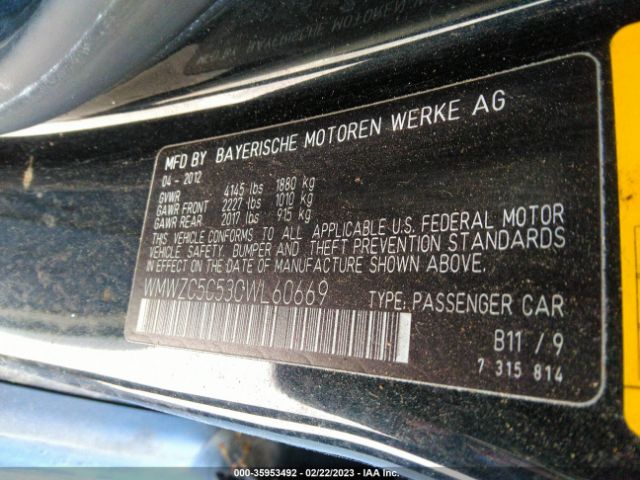 MFD BY BAYERISCHE MOTOREN WERKE AG
04 - 2012
GVWR 4145 lbs 1880 kg
GAWR FRONT 2227 lbs 1010 kg
GAWR REAR 2017 lbs 915 kg
THIS VEHICLE CONFORMS TO ALL APPLICABLE U.S. FEDERAL MOTOR
VEHICLE SAFETY, BUMPER AND THEFT PREVENTION STANDARDS
IN EFFECT ON THE DATE OF MANUFACTURE SHOWN ABOVE.
WMWZC5C53CWL60669 TYPE: PASSENGER CAR
B11 / 9
7 315 814
000-35953492 - 02/22/2023 - IAA Inc.